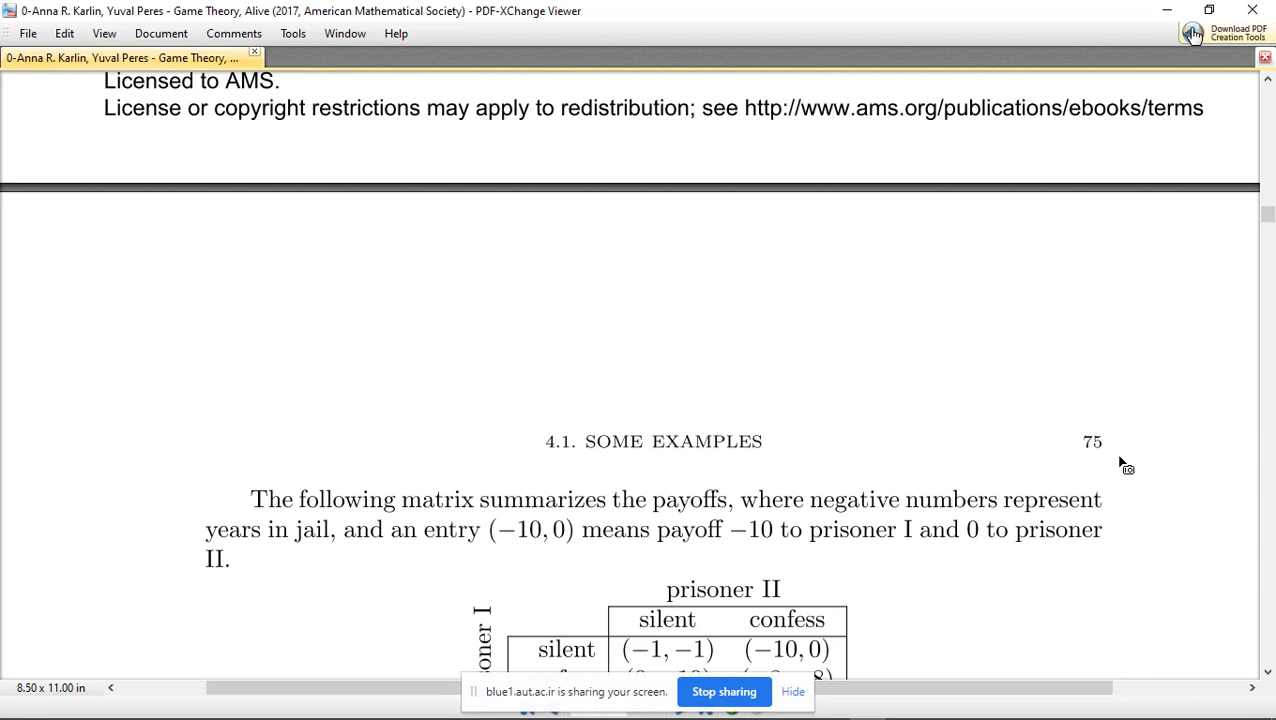 0-Anna R. Karlin, Yuval Peres - Game Theory, Alive (2017, American Mathematical Society) - PDF-XChange Viewer
File Edit View Document Comments Tools Window Help
Download PDF
Creation Tools
0-Anna R. Karlin, Yuval Peres - Game Theory, ...
Licensed to AMS.
License or copyright restrictions may apply to redistribution; see http://www.ams.org/publications/ebooks/terms
4.1. SOME EXAMPLES 75
The following matrix summarizes the payoffs, where negative numbers represent
years in jail, and an entry (−10, 0) means payoff −10 to prisoner I and 0 to prisoner
II.
prisoner II
silent confess
silent (−1, −1) (−10, 0)
8.50 x 11.00 in
blue1.aut.ac.ir is sharing your screen. Stop sharing Hide